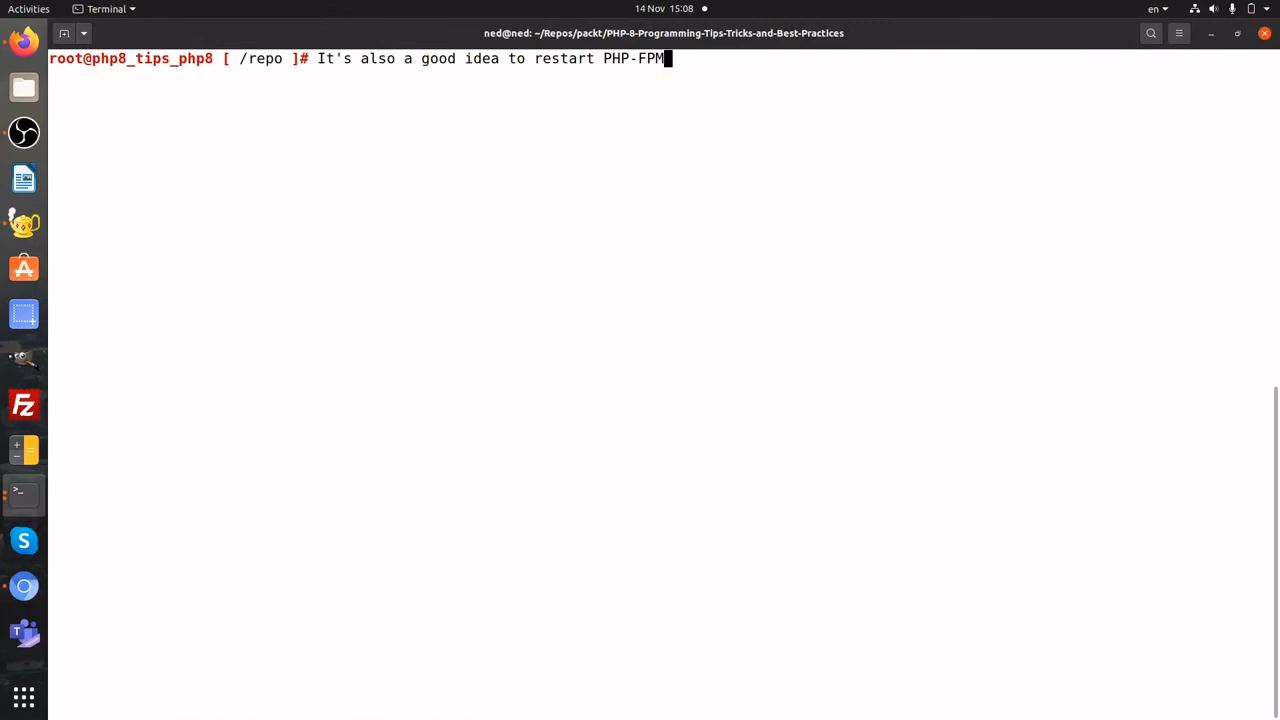 Activities Terminal 14 Nov 15:08 en
ned@ned: ~/Repos/packt/PHP-8-Programming-Tips-Tricks-and-Best-Practices
root@php8_tips_php8 [ /repo ]# It's also a good idea to restart PHP-FPM